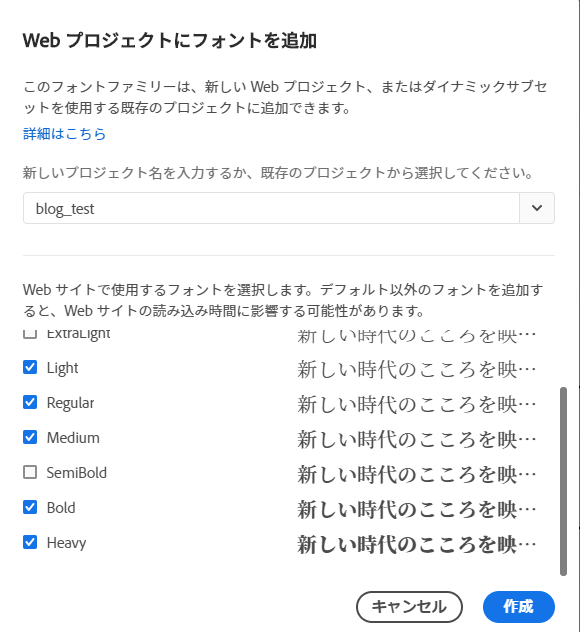 Web プロジェクトにフォントを追加
このフォントファミリーは、新しい Web プロジェクト、またはダイナミックサブセ
ットを使用する既存のプロジェクトに追加できます。
詳細はこちら
新しいプロジェクト名を入力するか、既存のプロジェクトから選択してください。
blog_test
Web サイトで使用するフォントを選択します。デフォルト以外のフォントを追加す
ると、Web サイトの読み込み時間に影響する可能性があります。
ExtraLight 新しい時代のこころを映…
Light 新しい時代のこころを映…
Regular 新しい時代のこころを映…
Medium 新しい時代のこころを映…
SemiBold 新しい時代のこころを映…
Bold 新しい時代のこころを映…
Heavy 新しい時代のこころを映…
キャンセル 作成